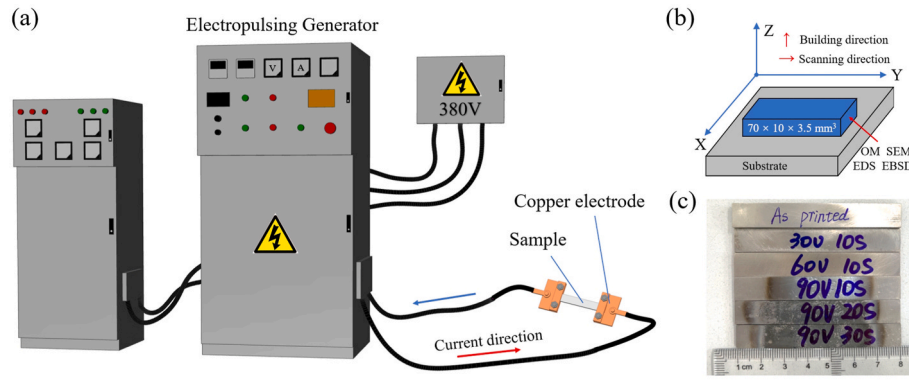 (a)
Electropulsing Generator
V A
380V
Copper electrode
Sample
Current direction
(b)
Z
Building direction
Scanning direction
Y
70 × 10 × 3.5 mm³
X
OM SEM
EDS EBSD
Substrate
(c)
As printed
30V 10S
60V 10S
90V 10S
90V 20S
90V 30S
1cm 2 3 4 5 6 7 8